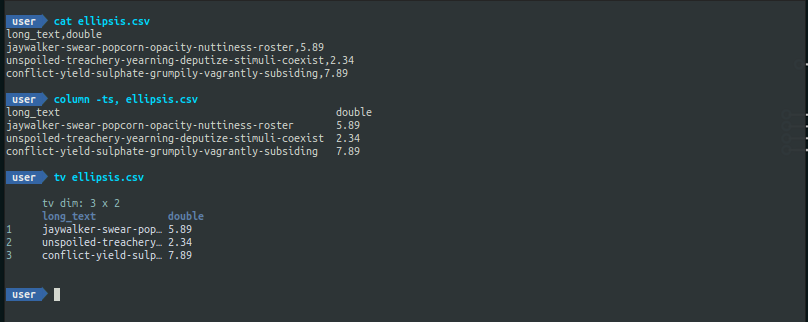 user cat ellipsis.csv
long_text,double
jaywalker-swear-popcorn-opacity-nuttiness-roster,5.89
unspoiled-treachery-yearning-deputize-stimuli-coexist,2.34
conflict-yield-sulphate-grumpily-vagrantly-subsiding,7.89
user column -ts, ellipsis.csv
long_text double
jaywalker-swear-popcorn-opacity-nuttiness-roster 5.89
unspoiled-treachery-yearning-deputize-stimuli-coexist 2.34
conflict-yield-sulphate-grumpily-vagrantly-subsiding 7.89
user tv ellipsis.csv
tv dim: 3 x 2
long_text double
1 jaywalker-swear-pop… 5.89
2 unspoiled-treachery… 2.34
3 conflict-yield-sulp… 7.89
user